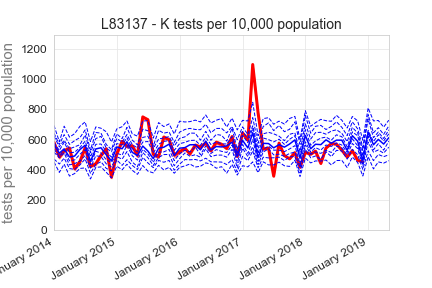 L83137 - K tests per 10,000 population
tests per 10,000 population
1200
1000
800
600
400
200
0
nuary 2014
January 2015
January 2016
January 2017
January 2018
January 2019